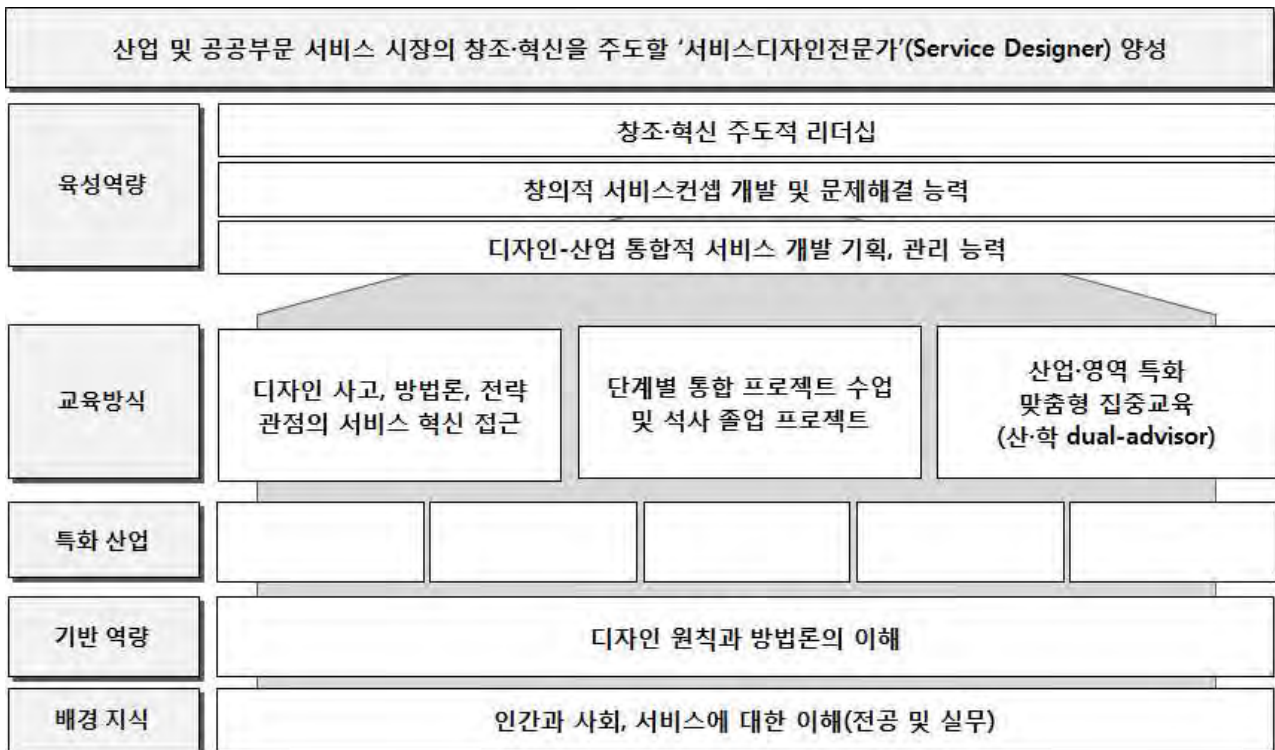 산업 및 공공부문 서비스 시장의 창조·혁신을 주도할 ‘서비스디자인전문가’(Service Designer) 양성
육성역량
창조·혁신 주도적 리더십
창의적 서비스컨셉 개발 및 문제해결 능력
디자인-산업 통합적 서비스 개발 기획, 관리 능력
교육방식
디자인 사고, 방법론, 전략
관점의 서비스 혁신 접근
단계별 통합 프로젝트 수업
및 석사 졸업 프로젝트
산업·영역 특화
맞춤형 집중교육
(산·학 dual-advisor)
특화 산업
기반 역량
디자인 원칙과 방법론의 이해
배경 지식
인간과 사회, 서비스에 대한 이해(전공 및 실무)